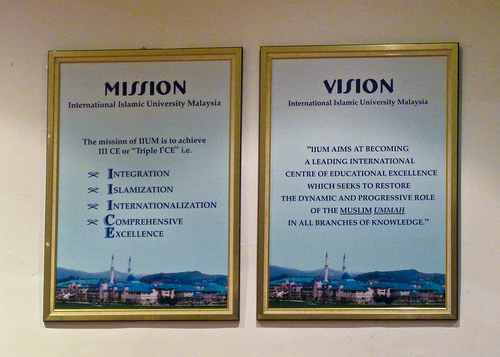 MISSION
International Islamic University Malaysia
The mission of IIUM is to achieve
III CE or "Triple I'CE" i.e.
INTEGRATION
ISLAMIZATION
INTERNATIONALIZATION
COMPREHENSIVE
EXCELLENCE
VISION
International Islamic University Malaysia
"IIUM AIMS AT BECOMING
A LEADING INTERNATIONAL
CENTRE OF EDUCATIONAL EXCELLENCE
WHICH SEEKS TO RESTORE
THE DYNAMIC AND PROGRESSIVE ROLE
OF THE MUSLIM UMMAH
IN ALL BRANCHES OF KNOWLEDGE."